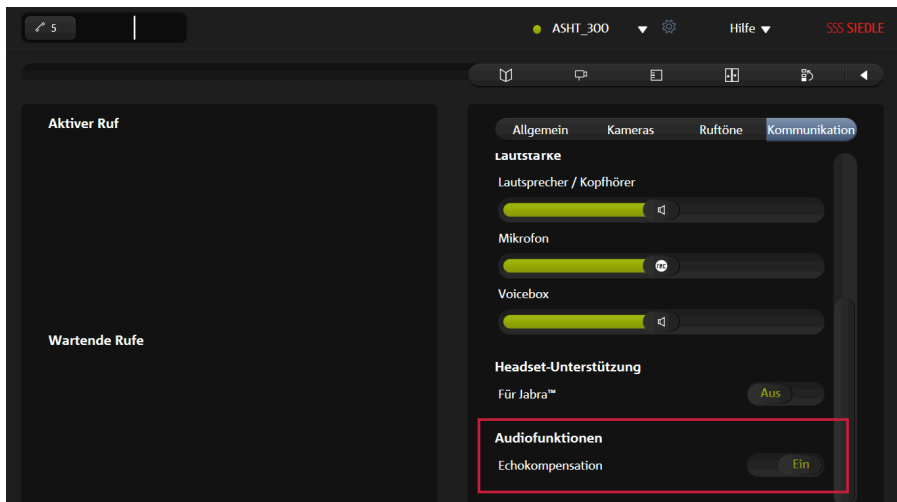 5
ASHT_300
Hilfe
SSS SIEDLE
Aktiver Ruf
Wartende Rufe
Allgemein
Kameras
Ruftöne
Kommunikation
Lautstärke
Lautsprecher / Kopfhörer
Mikrofon
rec
Voicebox
Headset-Unterstützung
Für Jabra™
Aus
Audiofunktionen
Echokompensation
Ein